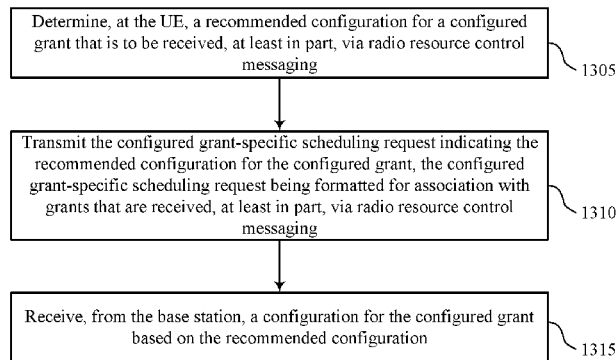 Determine, at the UE, a recommended configuration for a configured
grant that is to be received, at least in part, via radio resource control
messaging
1305
Transmit the configured grant-specific scheduling request indicating the
recommended configuration for the configured grant, the configured
grant-specific scheduling request being formatted for association with
grants that are received, at least in part, via radio resource control
messaging
1310
Receive, from the base station, a configuration for the configured grant
based on the recommended configuration
1315